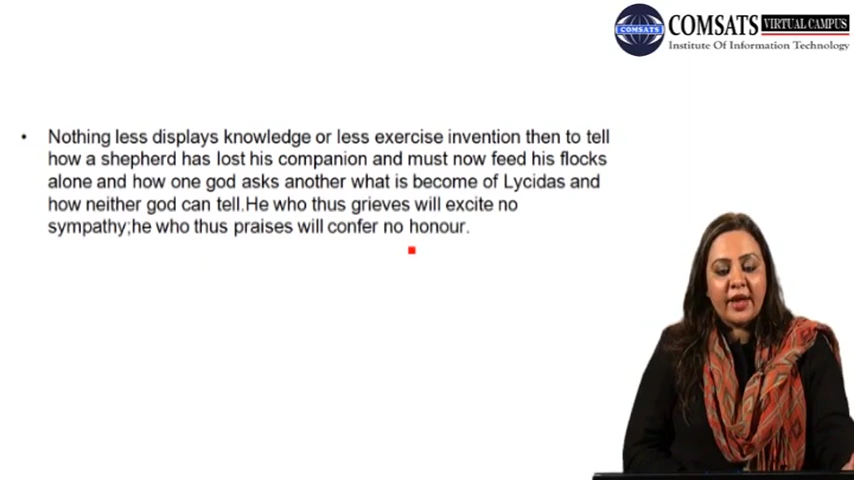 COMSATS
COMSATS VIRTUAL CAMPUS
Institute Of Information Technology
• Nothing less displays knowledge or less exercise invention then to tell
how a shepherd has lost his companion and must now feed his flocks
alone and how one god asks another what is become of Lycidas and
how neither god can tell.He who thus grieves will excite no
sympathy;he who thus praises will confer no honour.